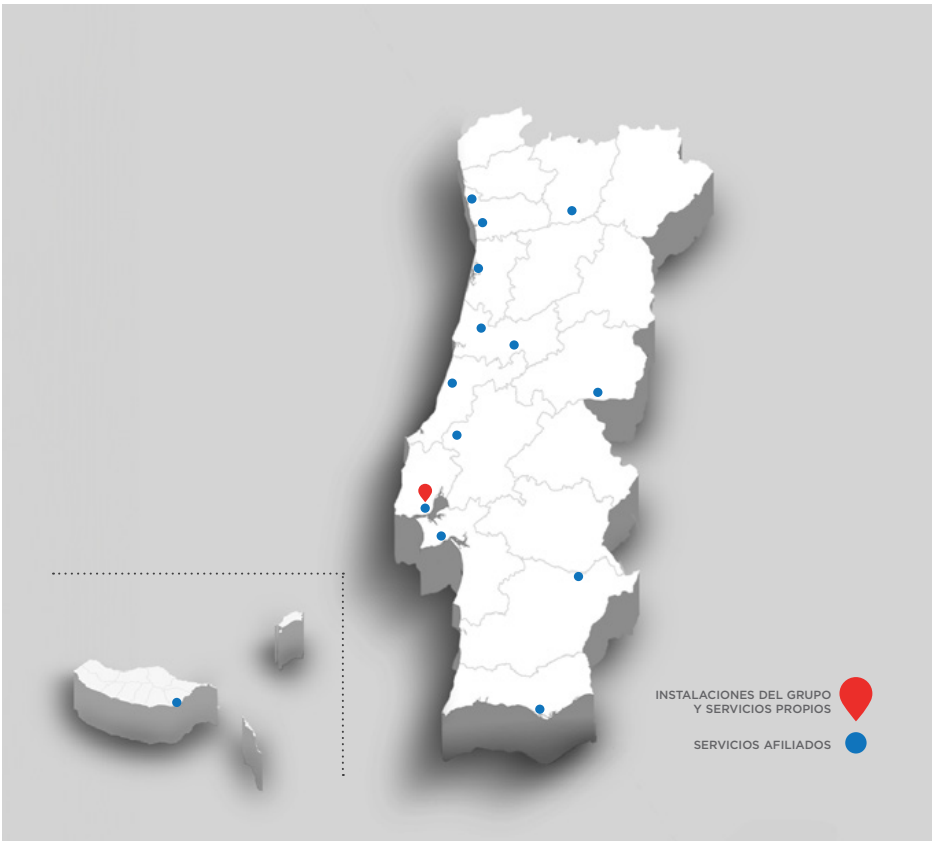 INSTALACIONES DEL GRUPO
Y SERVICIOS PROPIOS
SERVICIOS AFILIADOS